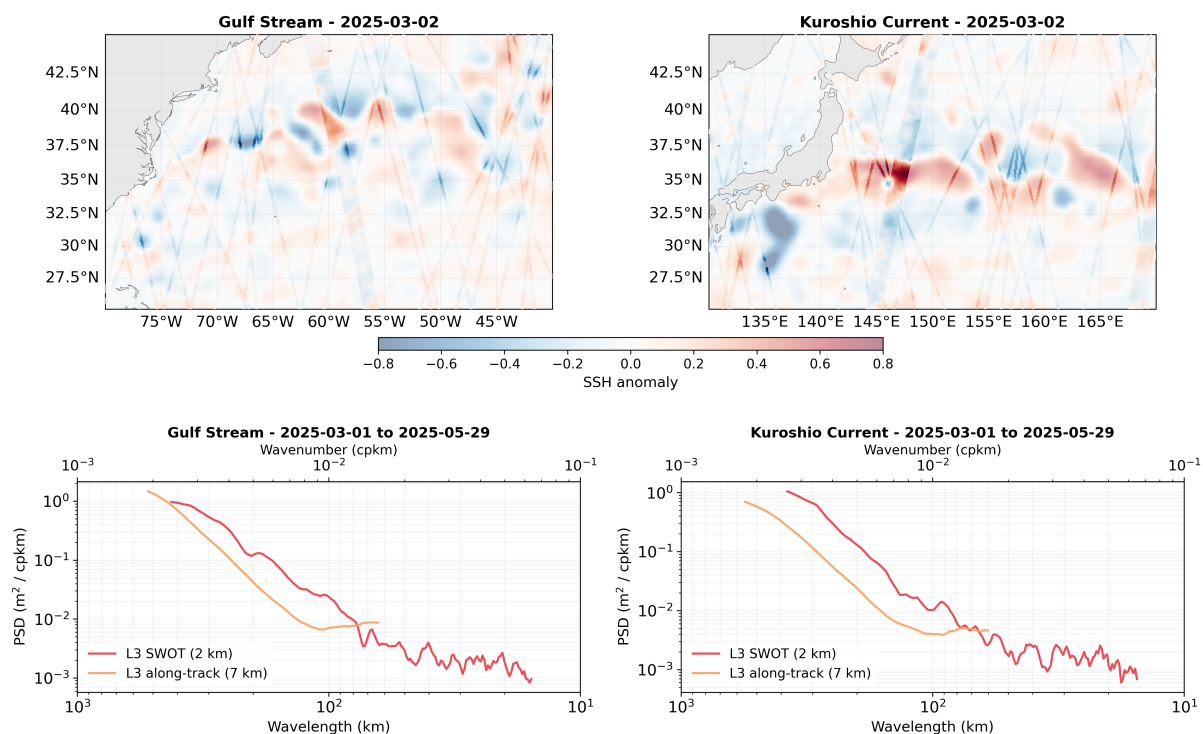 Gulf Stream - 2025-03-02
Kuroshio Current - 2025-03-02
42.5°N
40°N
37.5°N
35°N
32.5°N
30°N
27.5°N
75°W 70°W 65°W 60°W 55°W 50°W 45°W
42.5°N
40°N
37.5°N
35°N
32.5°N
30°N
27.5°N
135°E 140°E 145°E 150°E 155°E 160°E 165°E
−0.8 −0.6 −0.4 −0.2 0.0 0.2 0.4 0.6 0.8
SSH anomaly
Gulf Stream - 2025-03-01 to 2025-05-29
Wavenumber (cpkm)
10⁻³ 10⁻² 10⁻¹
PSD (m² / cpkm)
10⁰
10⁻¹
10⁻²
10⁻³
L3 SWOT (2 km)
L3 along-track (7 km)
10³ 10² 10¹
Wavelength (km)
Kuroshio Current - 2025-03-01 to 2025-05-29
Wavenumber (cpkm)
10⁻³ 10⁻² 10⁻¹
PSD (m² / cpkm)
10⁰
10⁻¹
10⁻²
10⁻³
L3 SWOT (2 km)
L3 along-track (7 km)
10³ 10² 10¹
Wavelength (km)